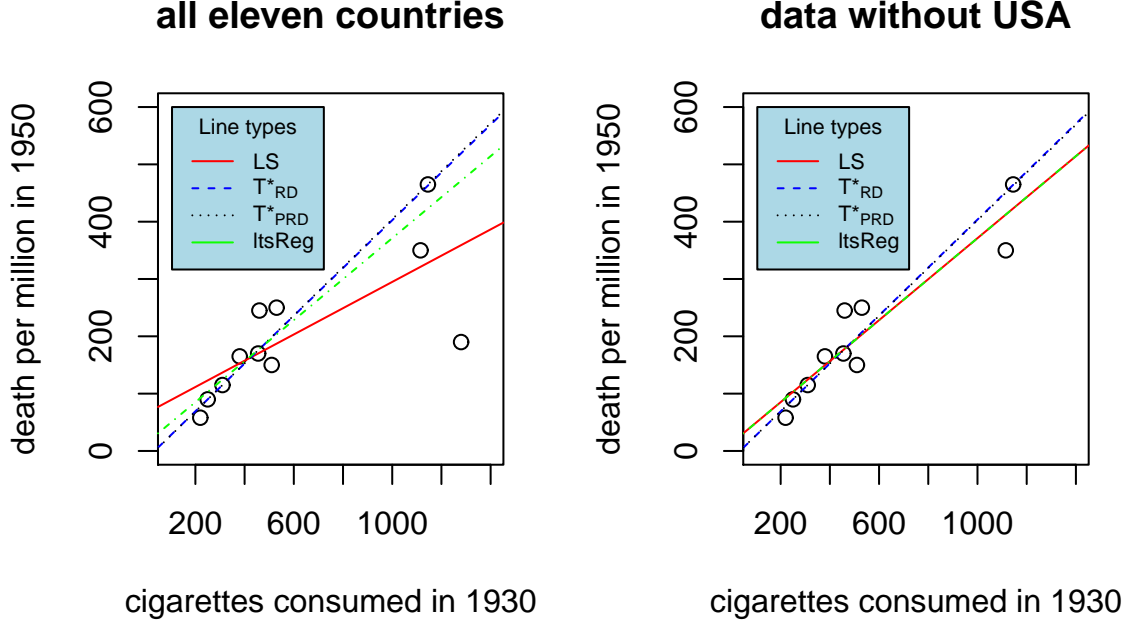 all eleven countries
death per million in 1950
600
400
200
0
Line types
LS
T*RD
T*PRD
ltsReg
200 600 1000
cigarettes consumed in 1930
data without USA
death per million in 1950
600
400
200
0
Line types
LS
T*RD
T*PRD
ltsReg
200 600 1000
cigarettes consumed in 1930